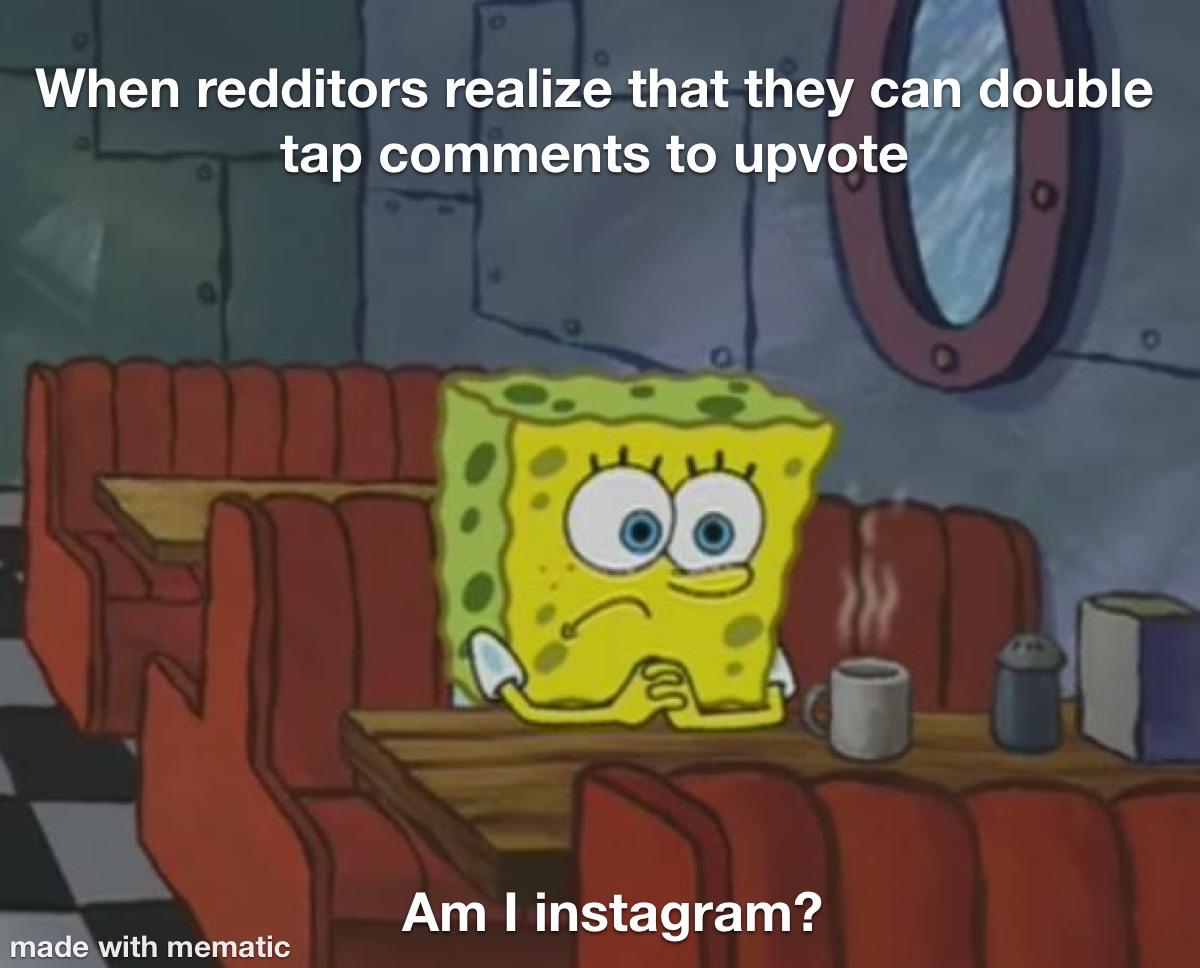 When redditors realize that they can double
tap comments to upvote
Am I instagram?
made with mematic